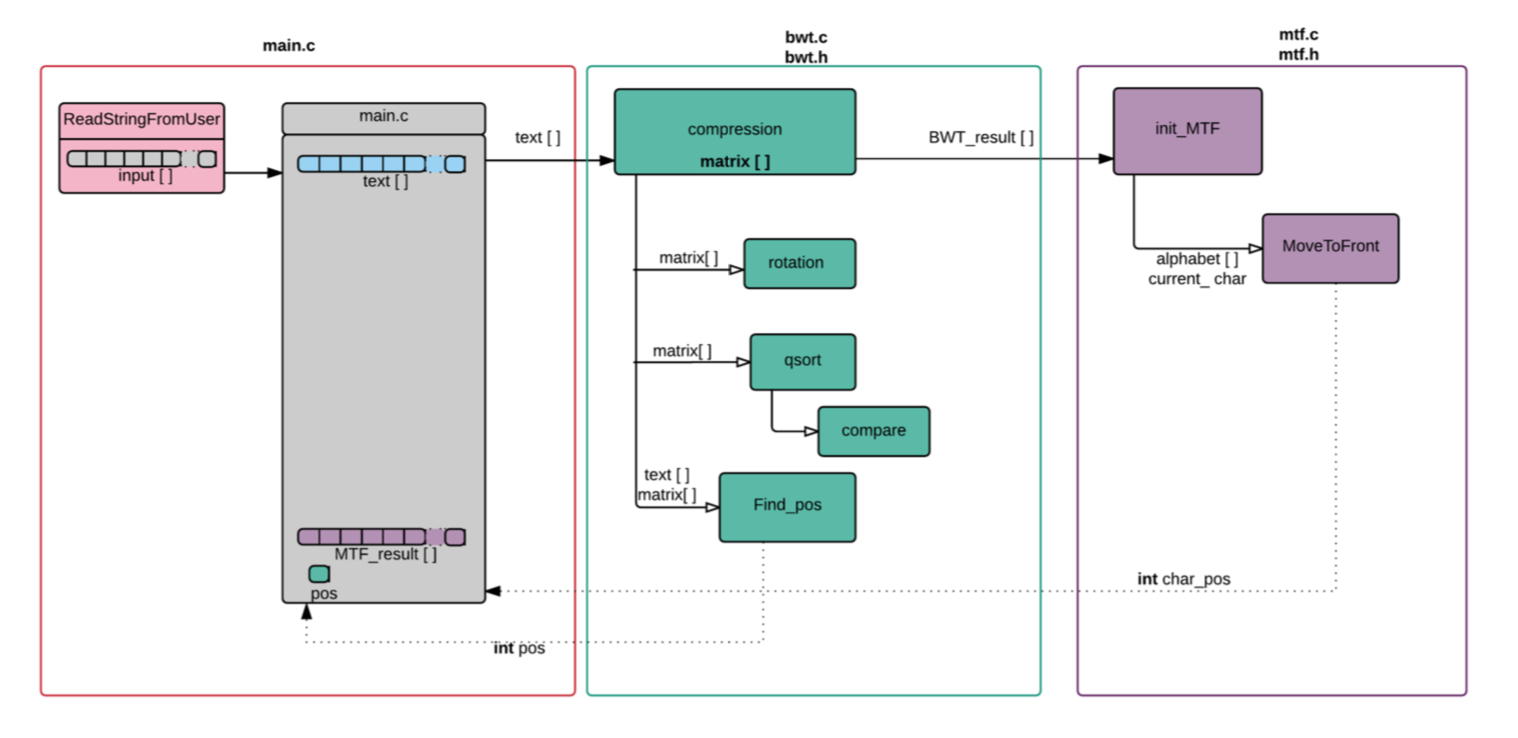 main.c
bwt.c
bwt.h
mtf.c
mtf.h
ReadStringFromUser
input [ ]
main.c
text [ ]
text [ ]
compression
matrix [ ]
BWT_result [ ]
init_MTF
matrix[ ]
rotation
alphabet [ ]
current_ char
MoveToFront
matrix[ ]
qsort
compare
text [ ]
matrix[ ]
Find_pos
MTF_result [ ]
pos
int char_pos
int pos